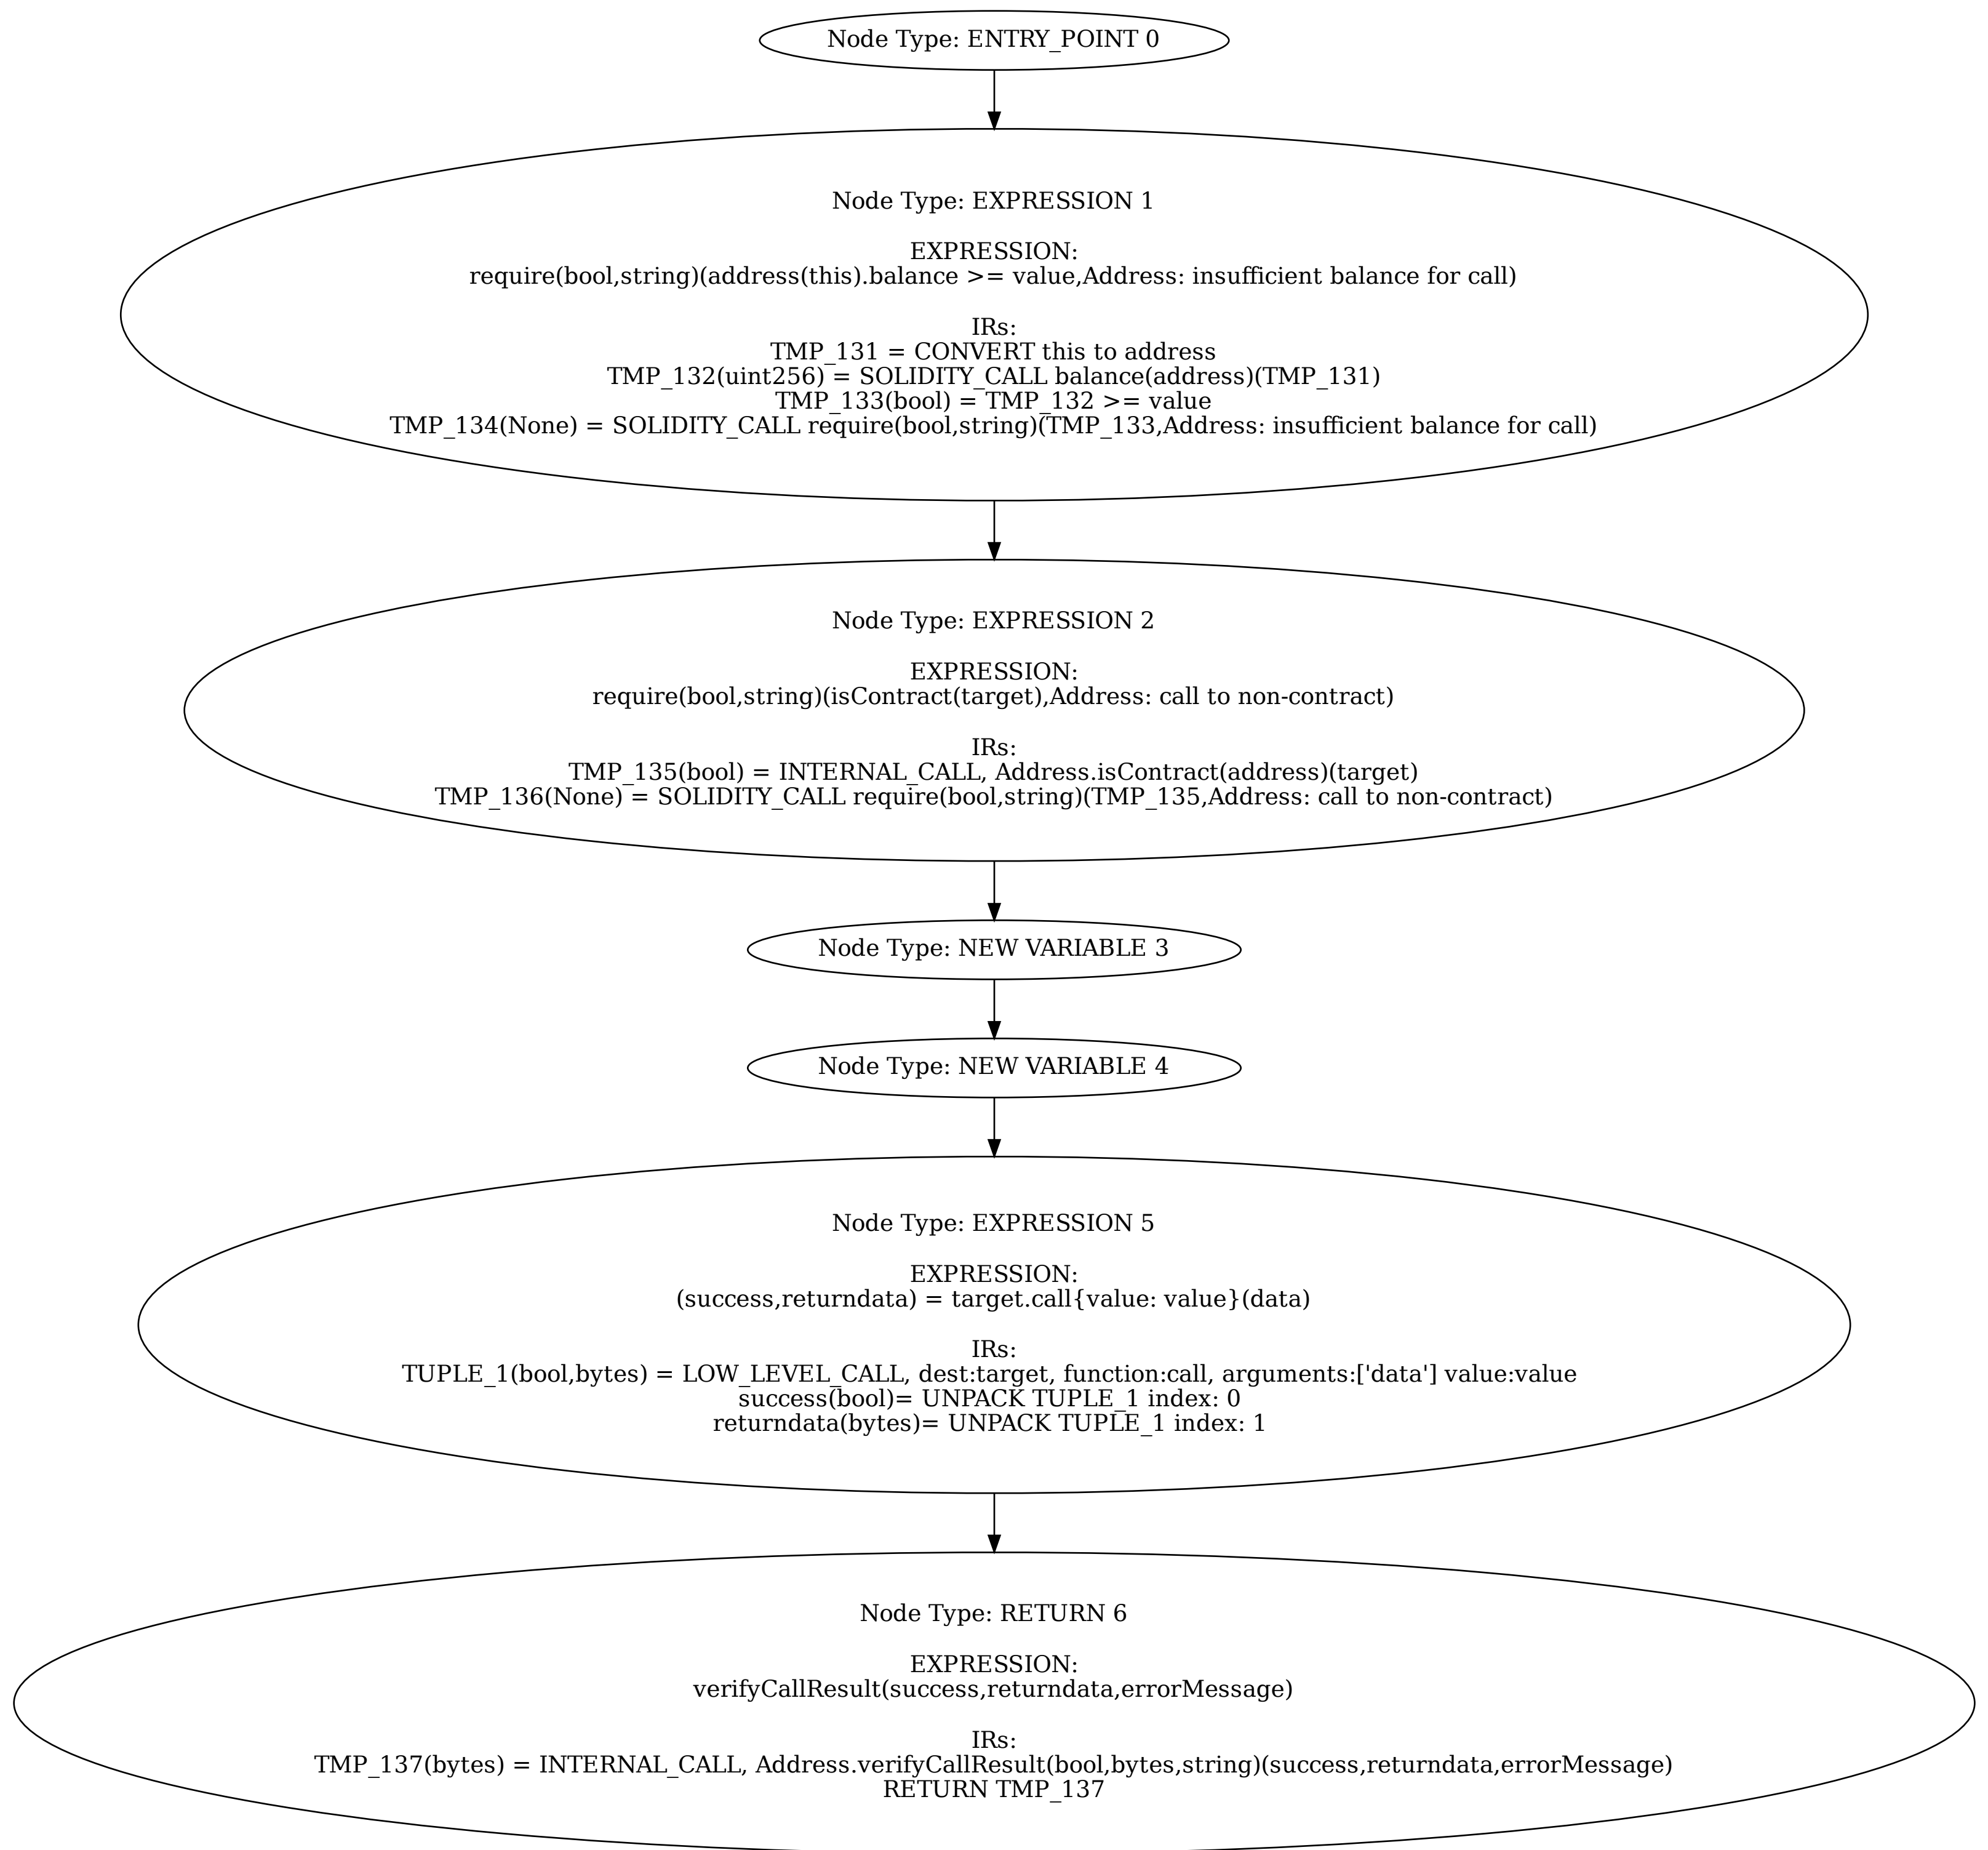 Node Type: ENTRY_POINT 0
Node Type: EXPRESSION 1
EXPRESSION:
require(bool,string)(address(this).balance >= value,Address: insufficient balance for call)
IRs:
TMP_131 = CONVERT this to address
TMP_132(uint256) = SOLIDITY_CALL balance(address)(TMP_131)
TMP_133(bool) = TMP_132 >= value
TMP_134(None) = SOLIDITY_CALL require(bool,string)(TMP_133,Address: insufficient balance for call)
Node Type: EXPRESSION 2
EXPRESSION:
require(bool,string)(isContract(target),Address: call to non-contract)
IRs:
TMP_135(bool) = INTERNAL_CALL, Address.isContract(address)(target)
TMP_136(None) = SOLIDITY_CALL require(bool,string)(TMP_135,Address: call to non-contract)
Node Type: NEW VARIABLE 3
Node Type: NEW VARIABLE 4
Node Type: EXPRESSION 5
EXPRESSION:
(success,returndata) = target.call{value: value}(data)
IRs:
TUPLE_1(bool,bytes) = LOW_LEVEL_CALL, dest:target, function:call, arguments:['data'] value:value
success(bool)= UNPACK TUPLE_1 index: 0
returndata(bytes)= UNPACK TUPLE_1 index: 1
Node Type: RETURN 6
EXPRESSION:
verifyCallResult(success,returndata,errorMessage)
IRs:
TMP_137(bytes) = INTERNAL_CALL, Address.verifyCallResult(bool,bytes,string)(success,returndata,errorMessage)
RETURN TMP_137